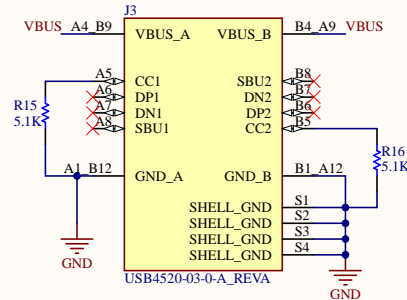 J3
VBUS A4_B9 VBUS_A VBUS_B B4_A9 VBUS
A5 CC1 SBU2 B8
A6 DP1 DN2 B7
A7 DN1 DP2 B6
A8 SBU1 CC2 B5
R15
5.1K
R16
5.1K
A1_B12 GND_A GND_B B1_A12
SHELL_GND S1
SHELL_GND S2
SHELL_GND S3
SHELL_GND S4
GND
GND
USB4520-03-0-A_REVA